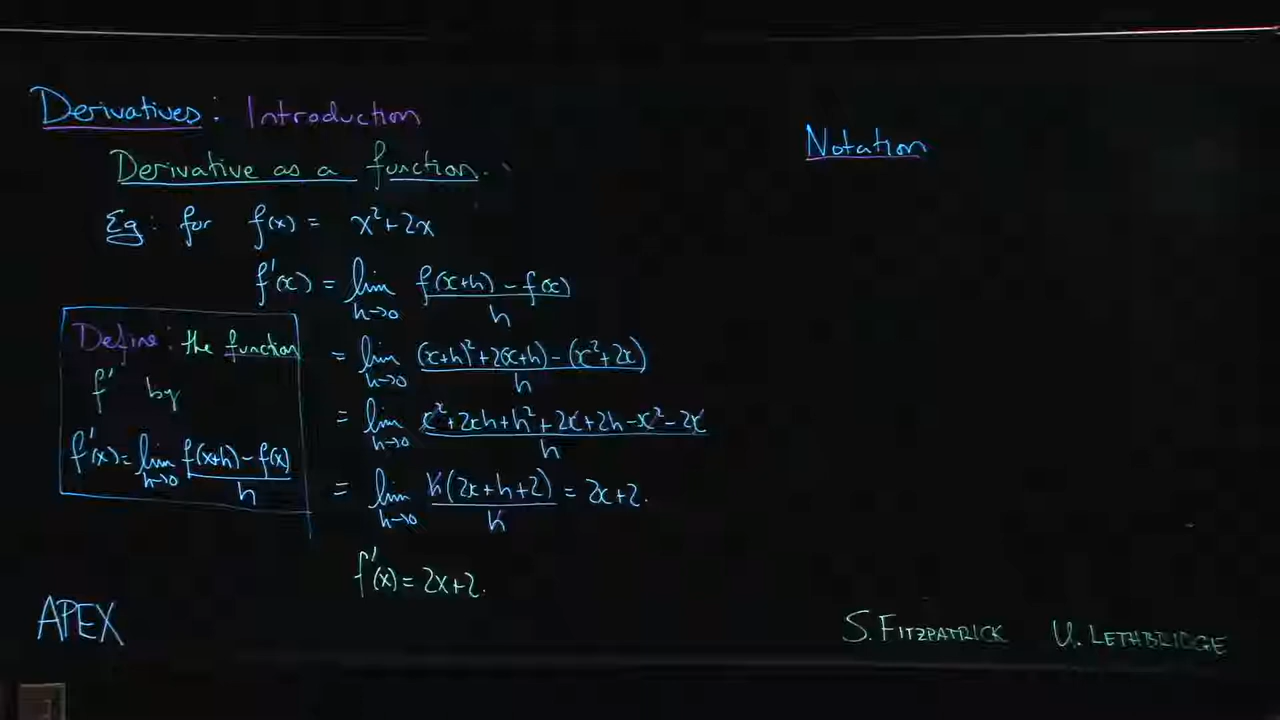 Derivatives: Introduction
Derivative as a function.
Eg: for f(x) = x²+2x
f'(x) = lim h→0 f(x+h) - f(x) / h
= lim h→0 (x+h)²+2(x+h) - (x²+2x) / h
= lim h→0 x²+2xh+h²+2x+2h-x²-2x / h
= lim h→0 h(2x+h+2) / h = 2x+2.
f'(x) = 2x+2.
Define: the function
f' by
f'(x) = lim h→0 f(x+h) - f(x) / h
APEX
Notation
S. FITZPATRICK U. LETHBRIDGE